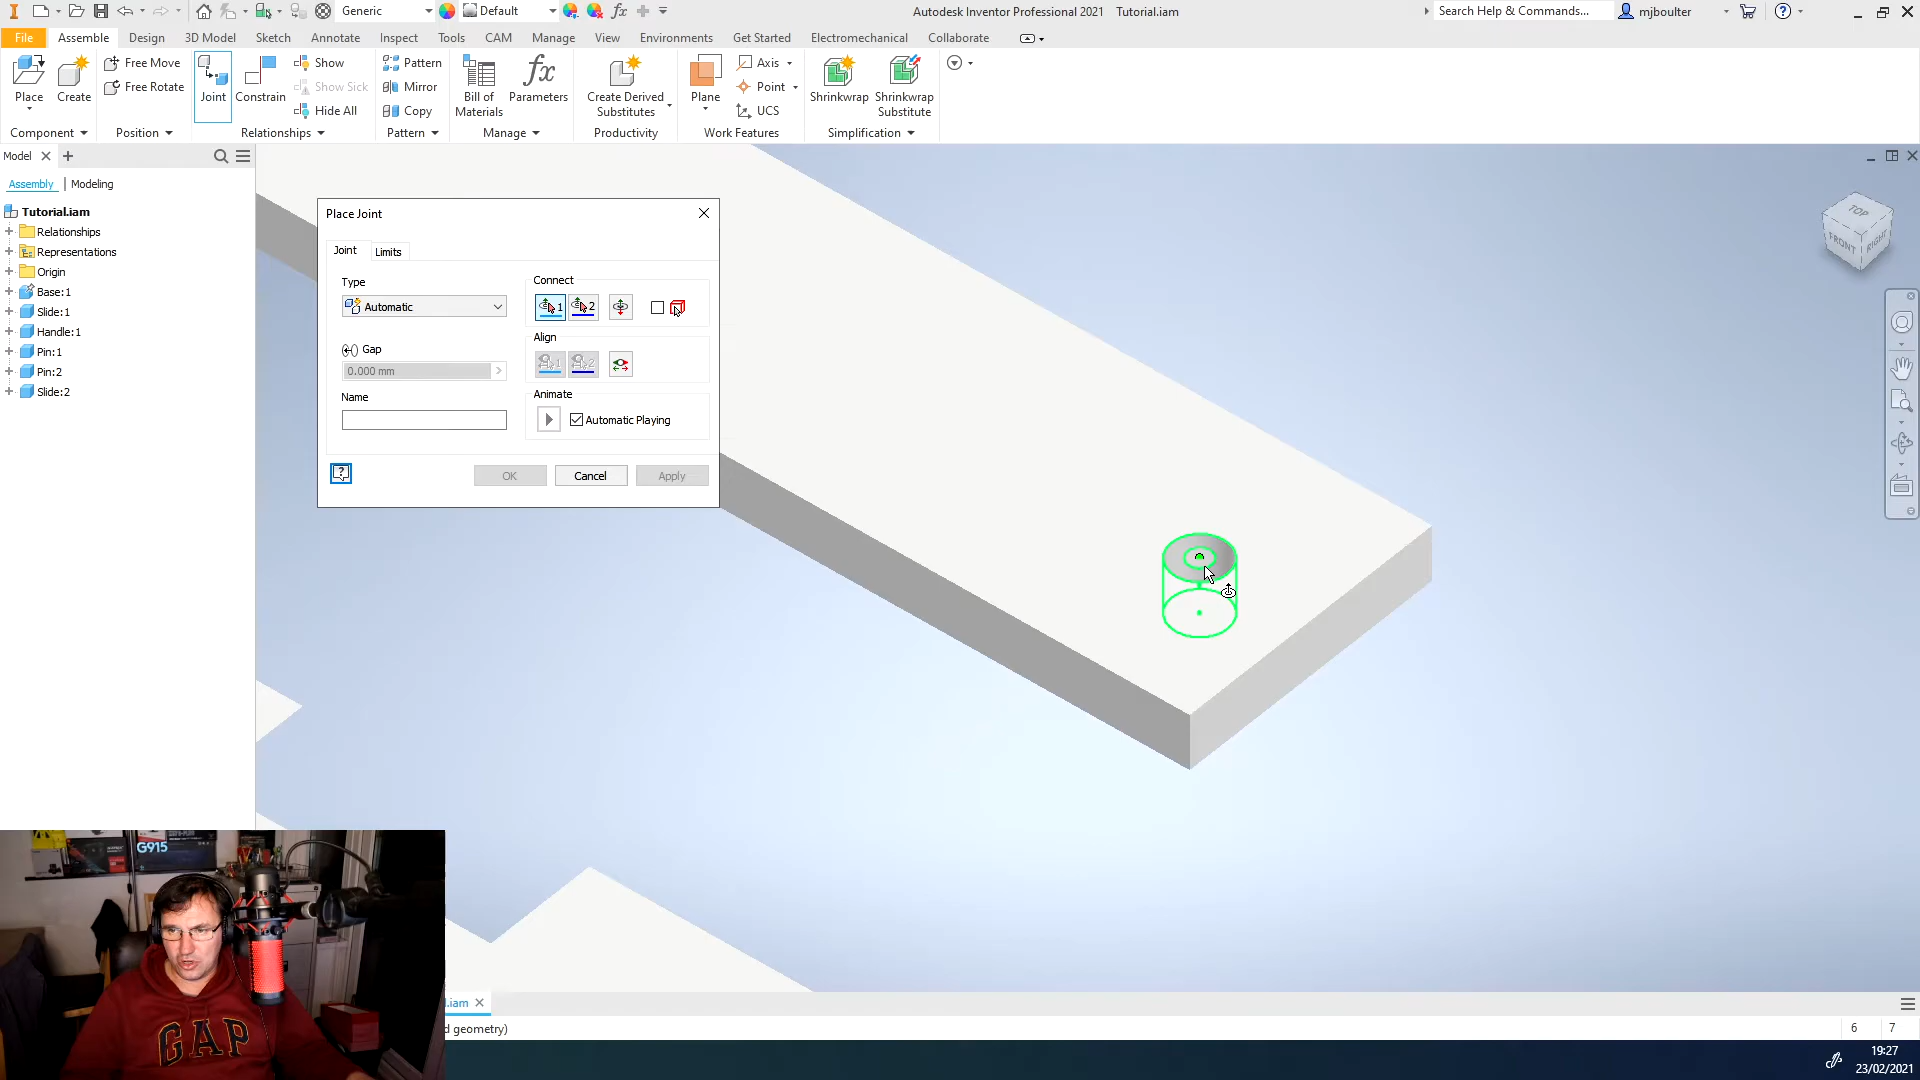 Generic
Default
fx
Autodesk Inventor Professional 2021 Tutorial.iam
Search Help & Commands...
mjboulter
File Assemble Design 3D Model Sketch Annotate Inspect Tools CAM Manage View Environments Get Started Electromechanical Collaborate
Place
Create
Free Move
Free Rotate
Joint
Constrain
Show
Show Sick
Hide All
Pattern
Mirror
Copy
Bill of
Materials
fx
Parameters
Create Derived
Substitutes
Plane
Axis
Point
UCS
Shrinkwrap
Shrinkwrap
Substitute
Component Position Relationships Pattern Manage Productivity Work Features Simplification
Model
Assembly | Modeling
Tutorial.iam
Relationships
Representations
Origin
Base:1
Slide:1
Handle:1
Pin:1
Pin:2
Slide:2
Place Joint
Joint Limits
Type
Automatic
Gap
0.000 mm
Name
Connect
1 2
Align
1 2
Animate
Automatic Playing
OK Cancel Apply
TOP
FRONT RIGHT
G915
GAP
.iam
d geometry)
6 7
19:27
23/02/2021